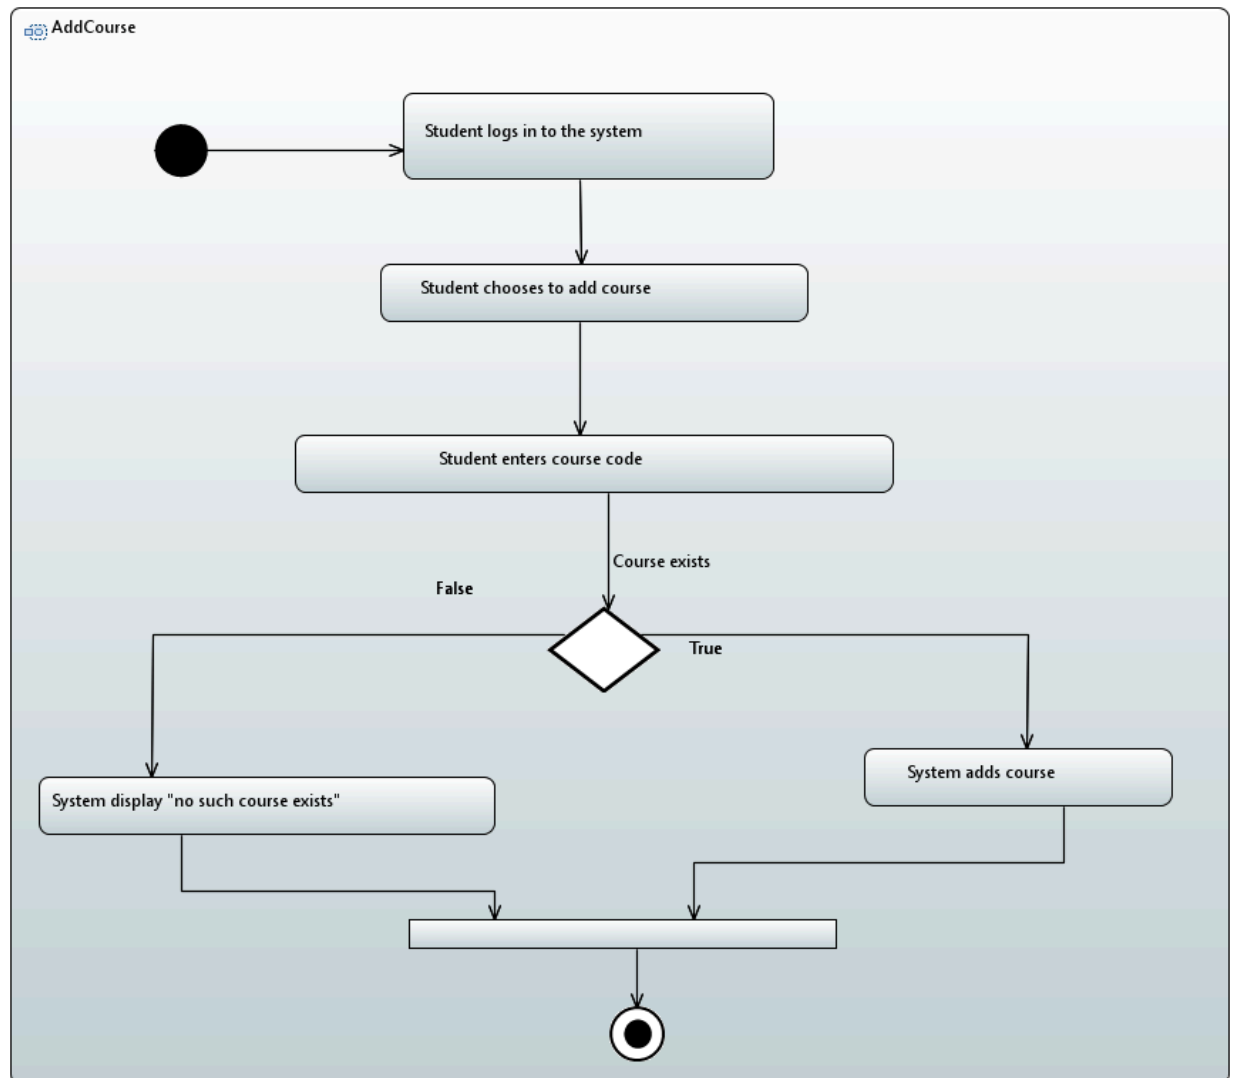 AddCourse
Student logs in to the system
Student chooses to add course
Student enters course code
Course exists
False
True
System adds course
System display "no such course exists"